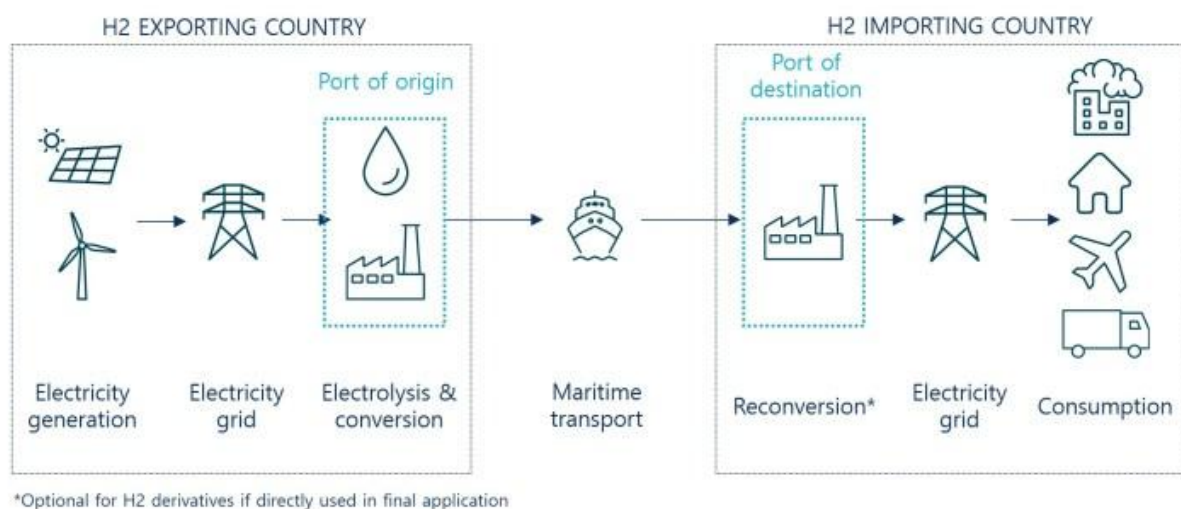 H2 EXPORTING COUNTRY
H2 IMPORTING COUNTRY
Port of origin
Port of
destination
Electricity
generation
Electricity
grid
Electrolysis &
conversion
Maritime
transport
Reconversion*
Electricity
grid
Consumption
*Optional for H2 derivatives if directly used in final application